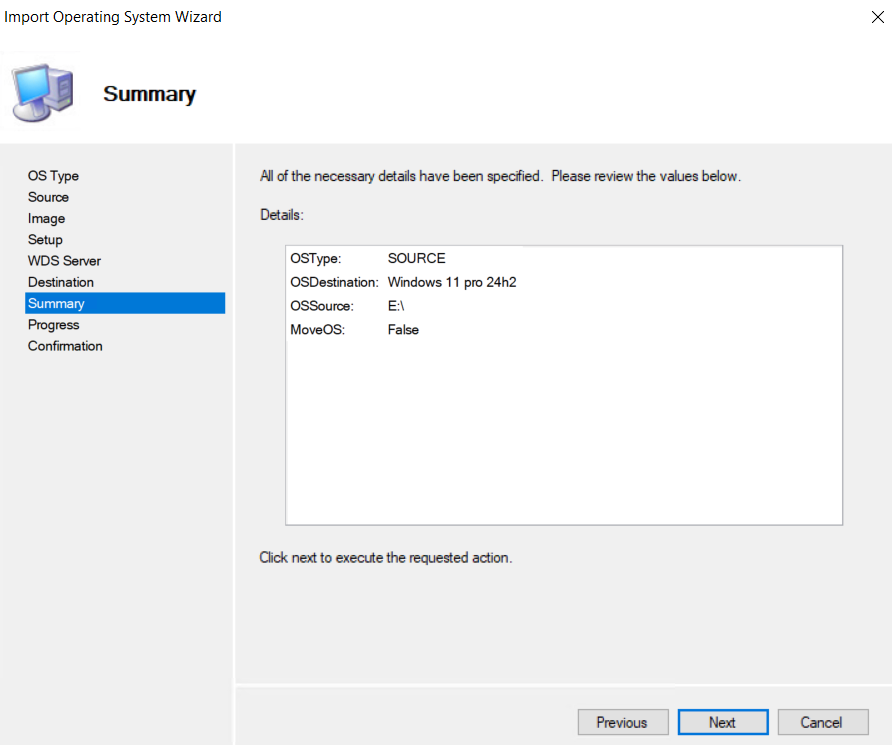 Import Operating System Wizard
Summary
OS Type
Source
Image
Setup
WDS Server
Destination
Summary
Progress
Confirmation
All of the necessary details have been specified.  Please review the values below.
Details:
OSType: SOURCE
OSDestination: Windows 11 pro 24h2
OSSource: E:\
MoveOS: False
Click next to execute the requested action.
Previous Next Cancel